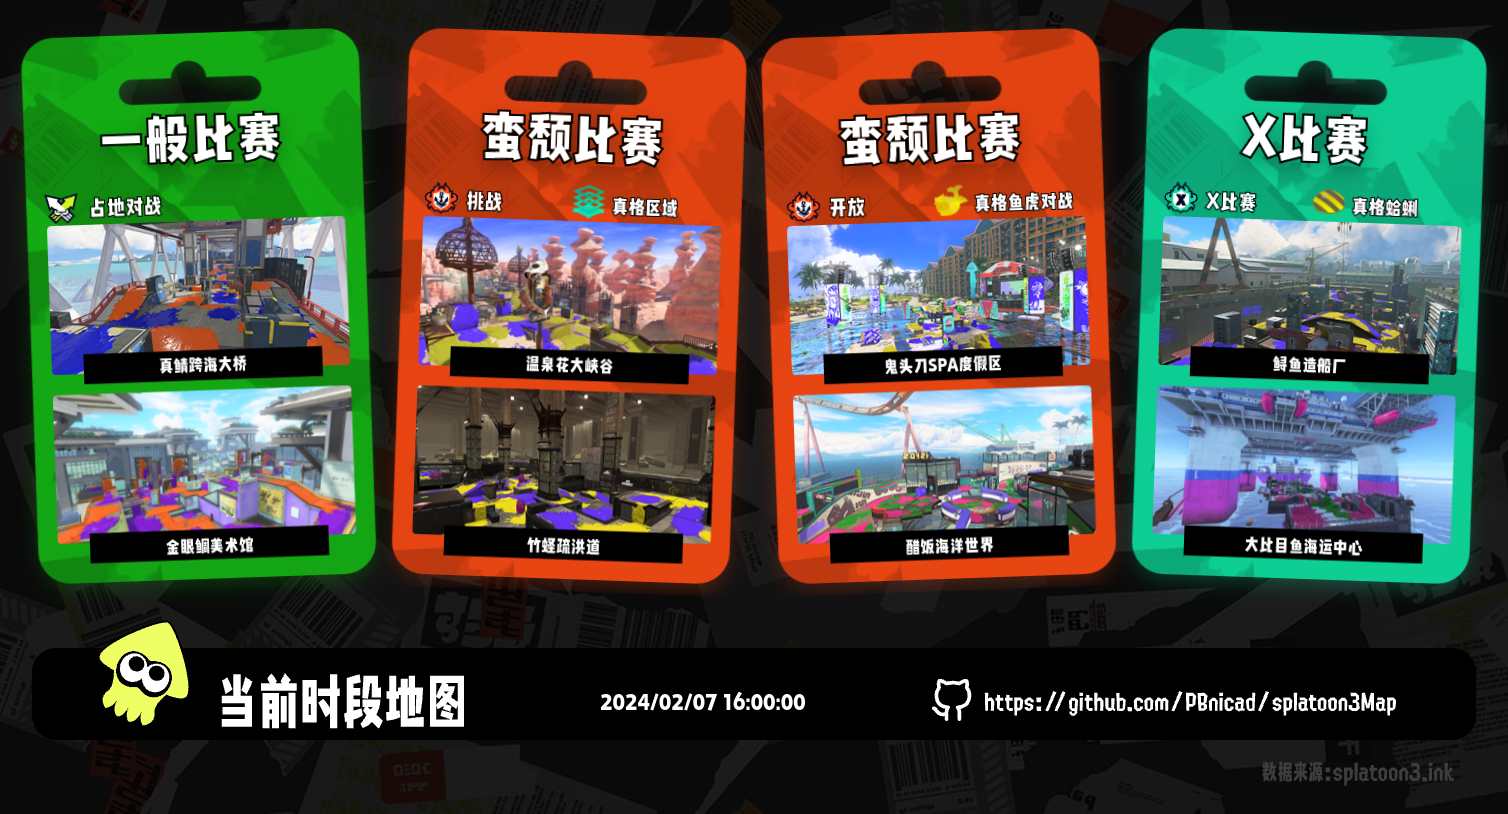 一般比赛
占地对战
真鲭跨海大桥
金眼鲷美术馆
蛮颓比赛
挑战
真格区域
温泉花大峡谷
竹蛏疏洪道
蛮颓比赛
开放
真格鱼虎对战
鬼头刀SPA度假区
醋饭海洋世界
X比赛
X比赛
真格蛤蜊
鲟鱼造船厂
大比目鱼海运中心
当前时段地图
2024/02/07 16:00:00
https://github.com/PBnicad/splatoon3Map
数据来源:splatoon3.ink